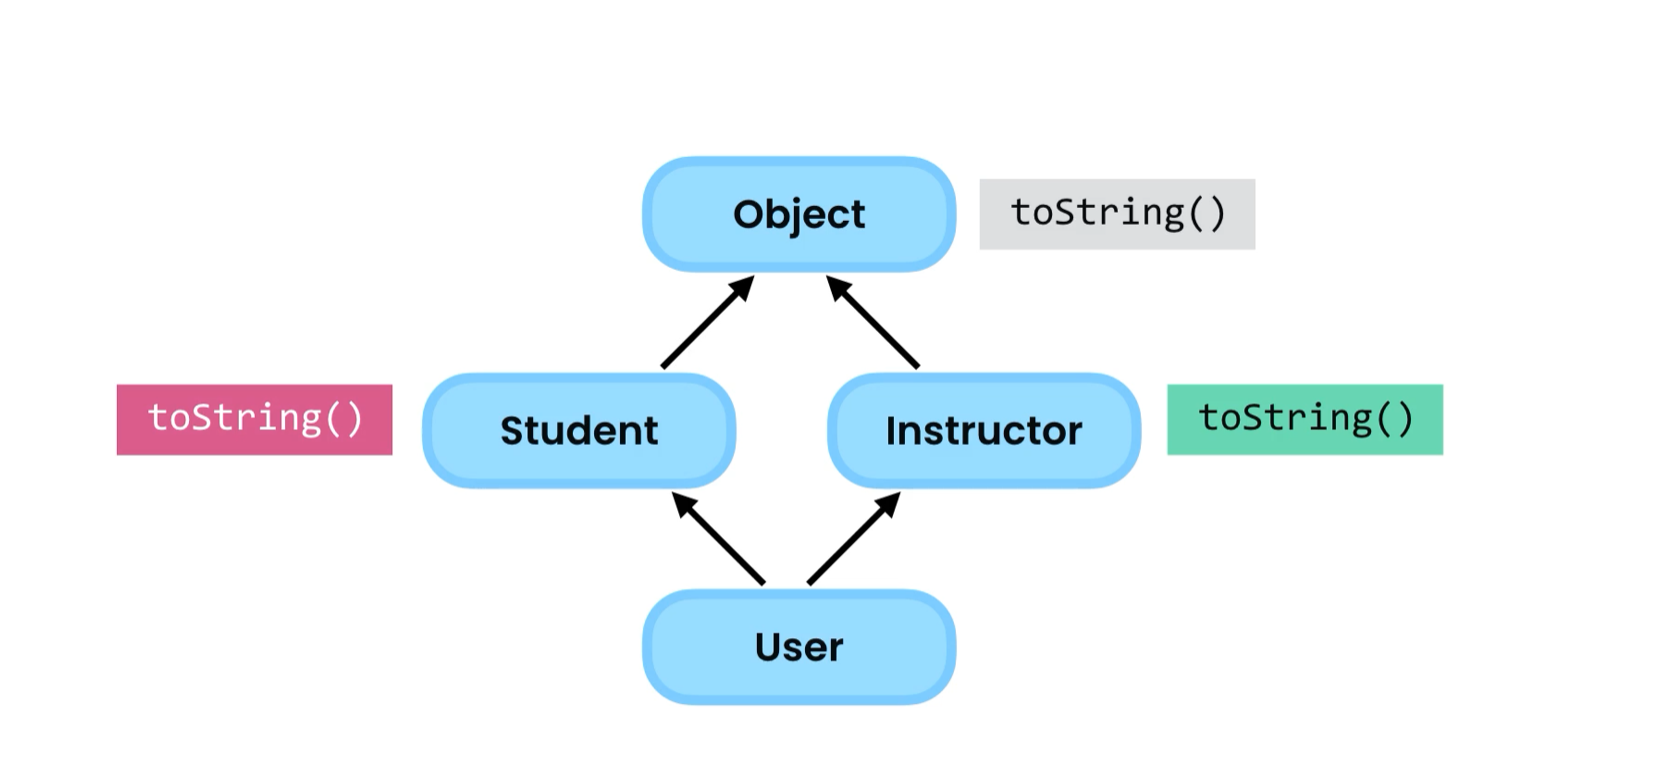 Object
toString()
toString()
Student
Instructor
toString()
User